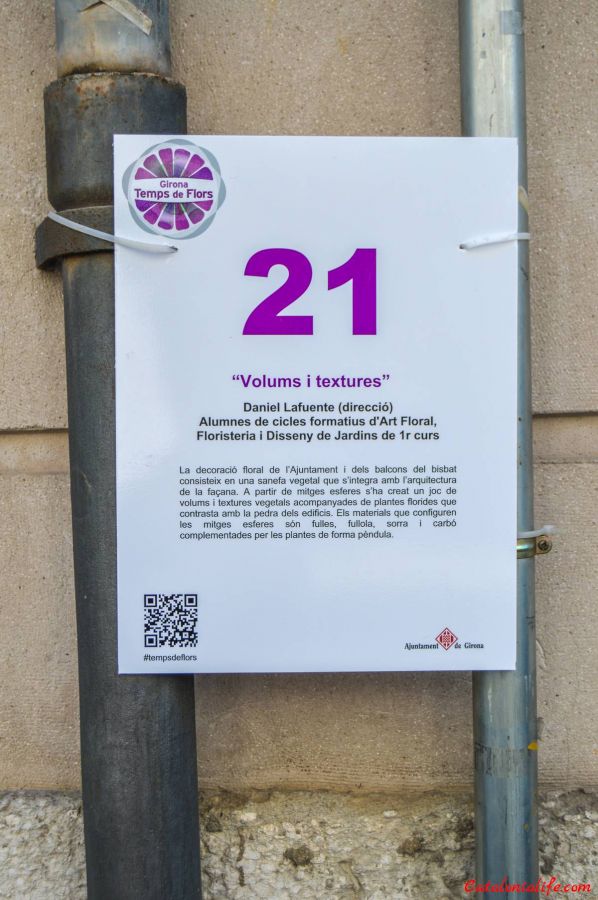 Girona
Temps de Flors
21
“Volums i textures”
Daniel Lafuente (direcció)
Alumnes de cicles formatius d'Art Floral,
Floristeria i Disseny de Jardins de 1r curs
La decoració floral de l’Ajuntament i dels balcons del bisbat
consisteix en una sanefa vegetal que s’integra amb l’arquitectura
de la façana. A partir de mitges esferes s’ha creat un joc de
volums i textures vegetals acompanyades de plantes florides que
contrasta amb la pedra dels edificis. Els materials que configuren
les mitges esferes són fulles, fullola, sorra i carbó
complementades per les plantes de forma pèndula.
#tempsdeflors
Ajuntament de Girona
Catalunyalife.com